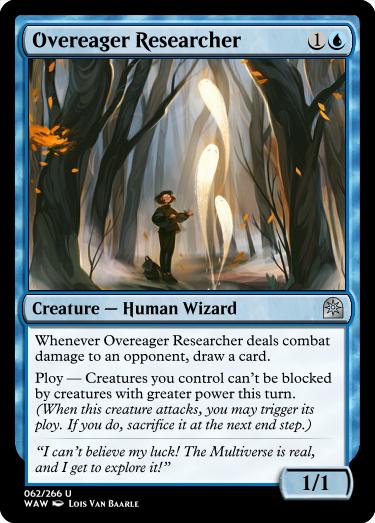 Overeager Researcher 1
Creature — Human Wizard
Whenever Overeager Researcher deals combat
damage to an opponent, draw a card.
Ploy — Creatures you control can't be blocked
by creatures with greater power this turn.
(When this creature attacks, you may trigger its
ploy. If you do, sacrifice it at the next end step.)
“I can't believe my luck! The Multiverse is real,
and I get to explore it!”
1/1
062/266 U
WAW Lois Van Baarle